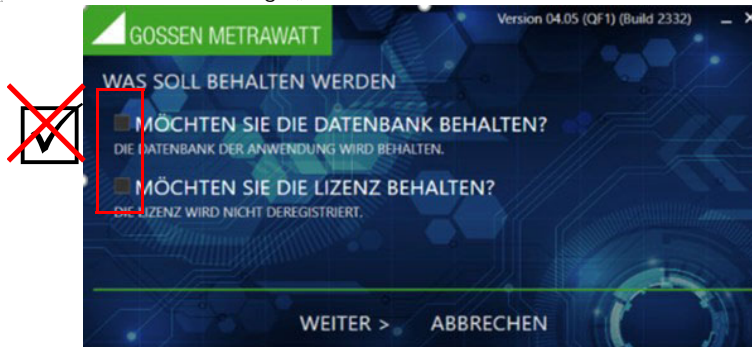 GOSSEN METRAWATT
Version 04.05 (QF1) (Build 2332)
WAS SOLL BEHALTEN WERDEN
MÖCHTEN SIE DIE DATENBANK BEHALTEN?
DIE DATENBANK DER ANWENDUNG WIRD BEHALTEN.
MÖCHTEN SIE DIE LIZENZ BEHALTEN?
DIE LIZENZ WIRD NICHT DEREGISTRIERT.
WEITER > ABBRECHEN